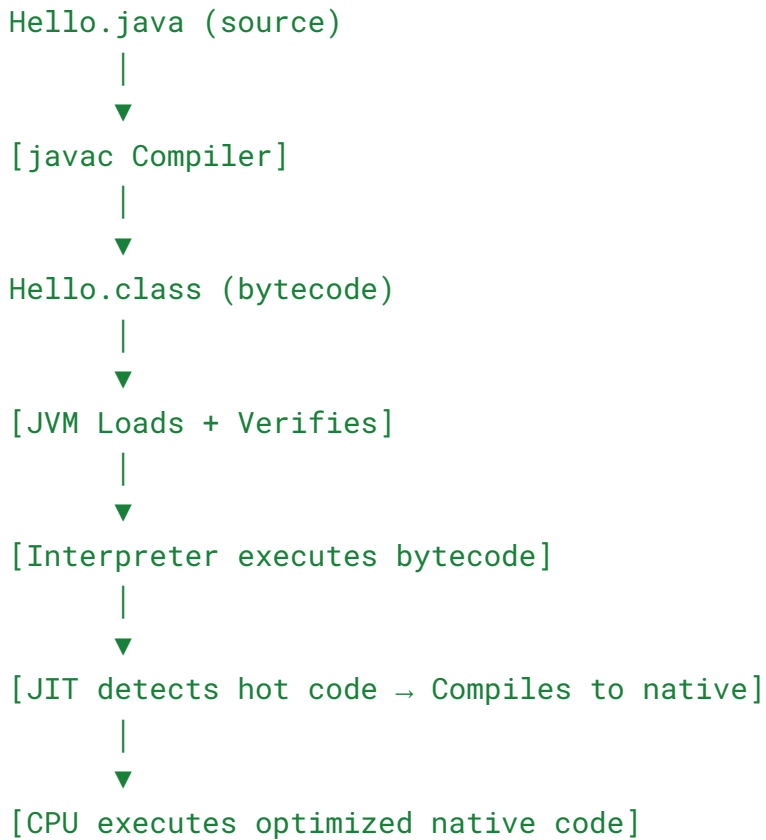 Hello.java (source)
|
▼
[javac Compiler]
|
▼
Hello.class (bytecode)
|
▼
[JVM Loads + Verifies]
|
▼
[Interpreter executes bytecode]
|
▼
[JIT detects hot code → Compiles to native]
|
▼
[CPU executes optimized native code]